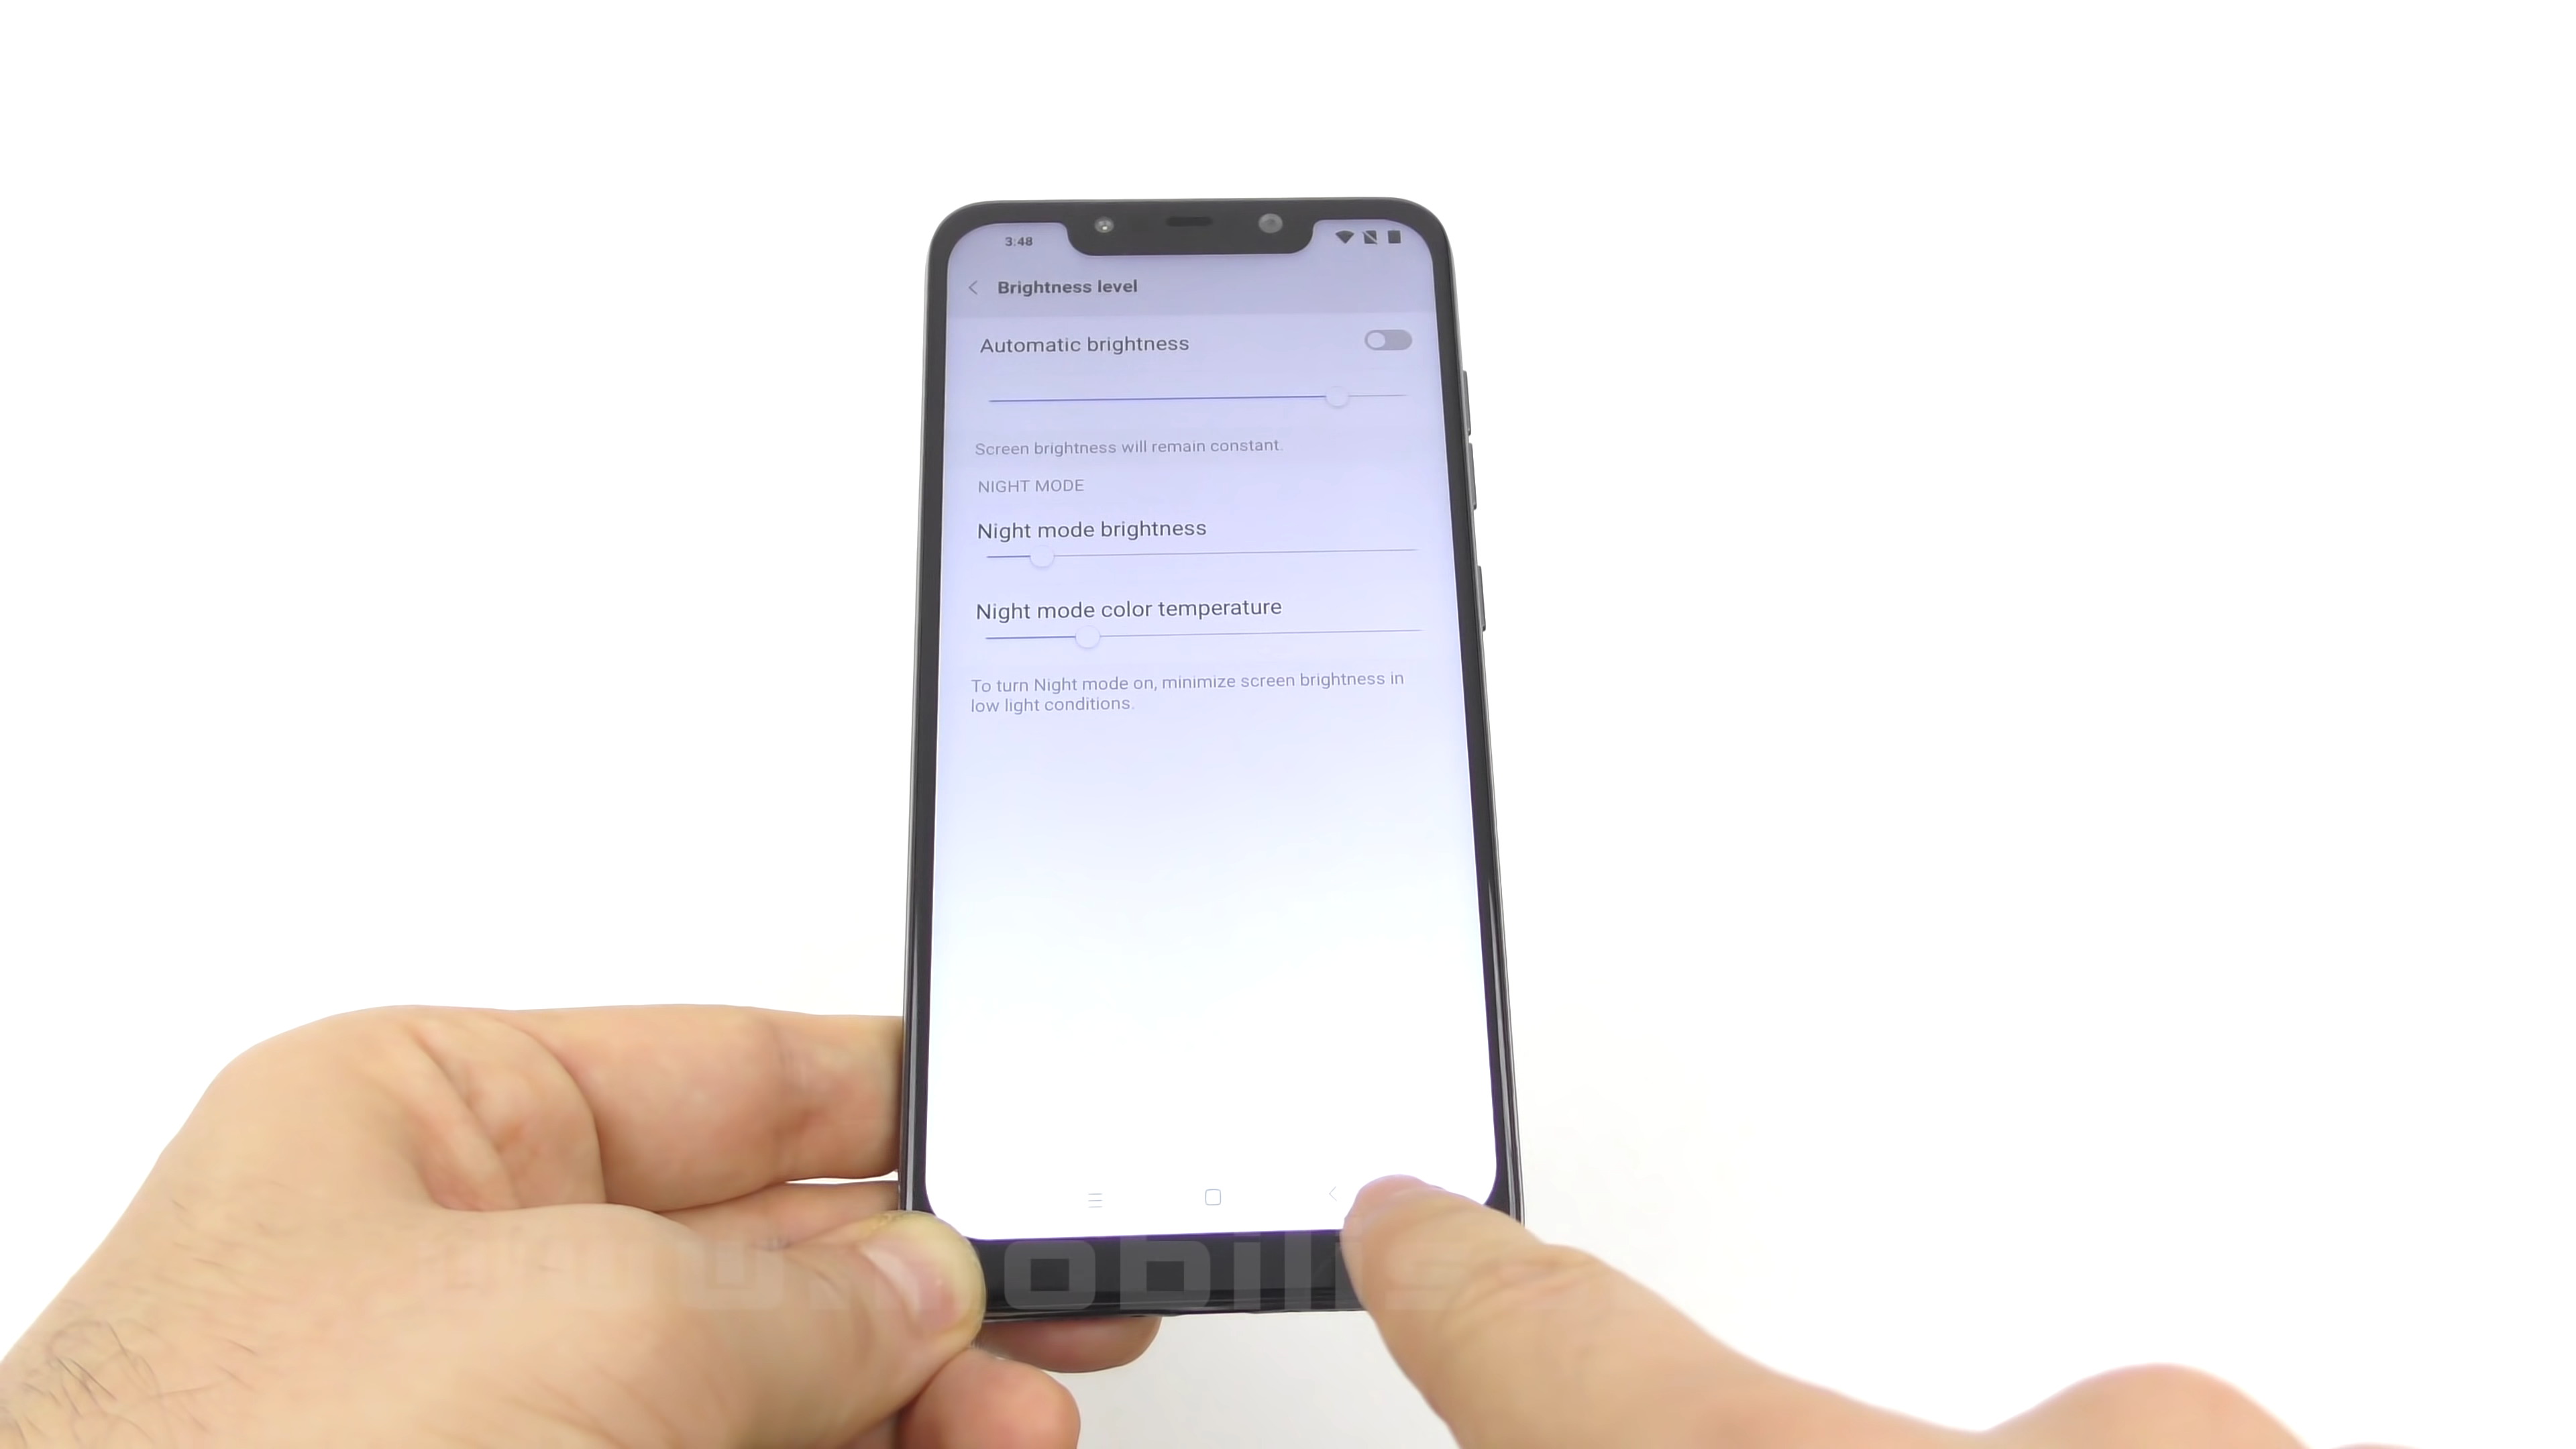 3:48
Brightness level
Automatic brightness
Screen brightness will remain constant.
NIGHT MODE
Night mode brightness
Night mode color temperature
To turn Night mode on, minimize screen brightness in
low light conditions.